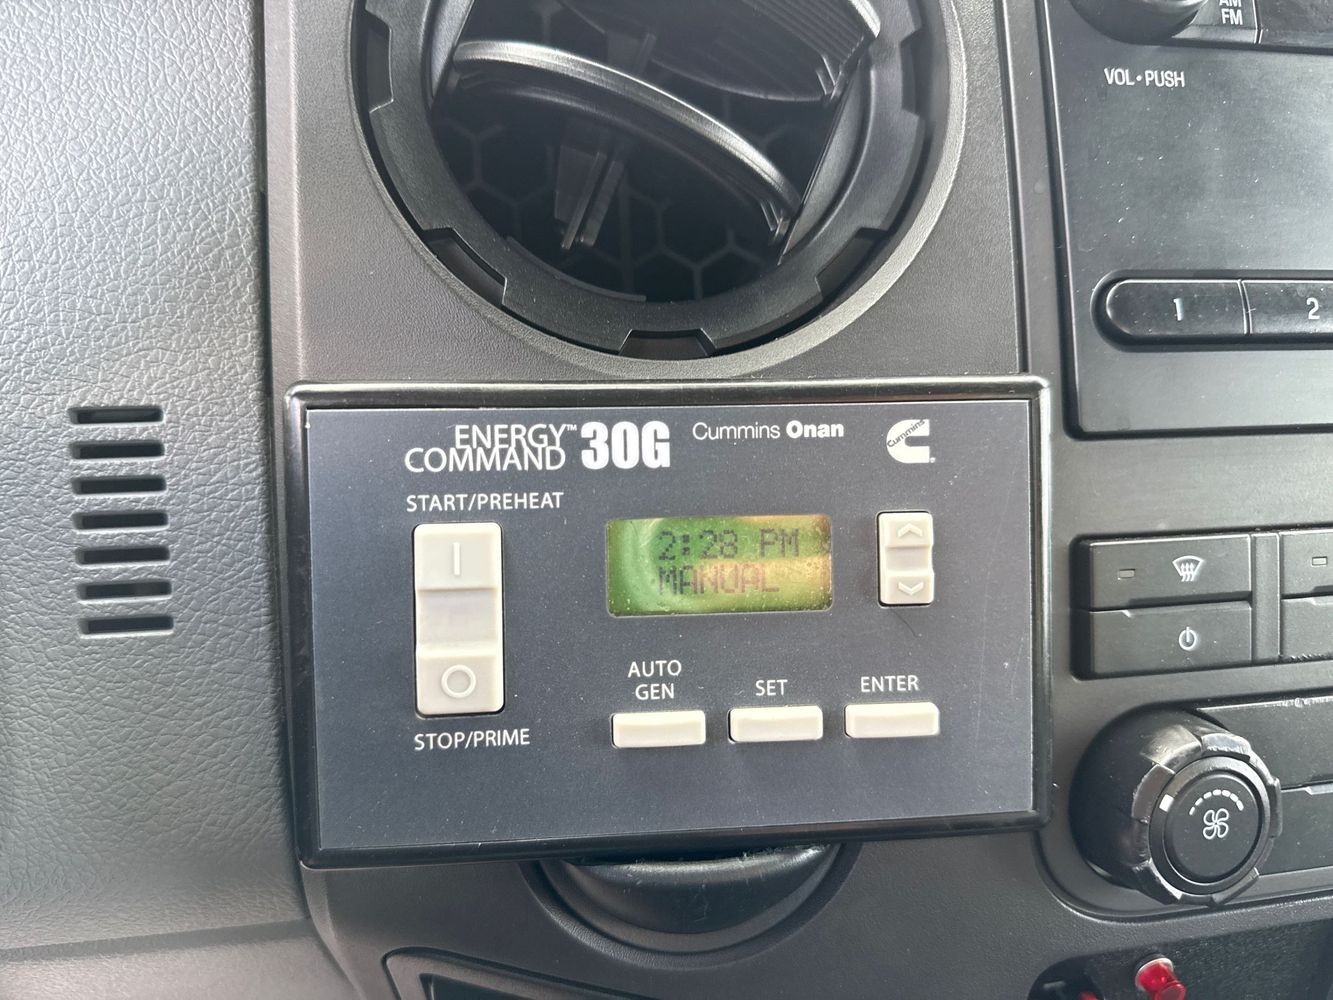 AM
FM
VOL•PUSH
1 2
ENERGY™
COMMAND 30G
Cummins Onan
Cummins
START/PREHEAT
STOP/PRIME
2:28 PM
MANUAL
AUTO
GEN
SET
ENTER